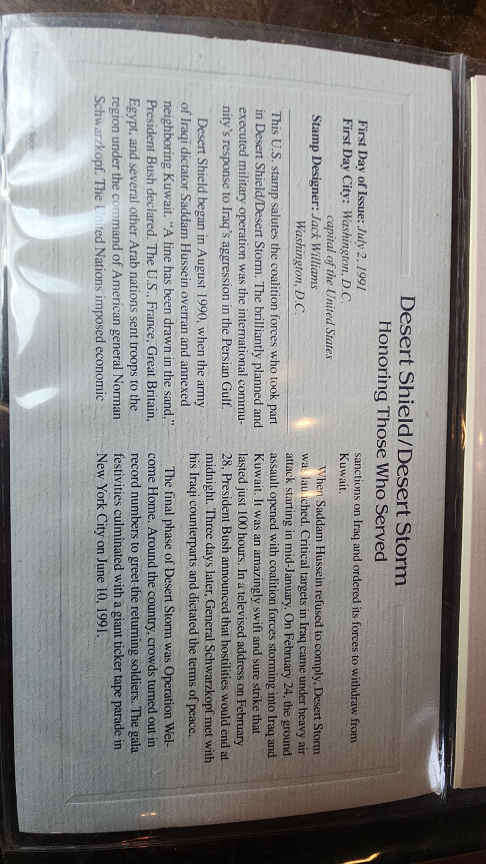 Desert Shield/Desert Storm
Honoring Those Who Served
First Day of Issue: July 2, 1991
First Day City: Washington, D.C.
capital of the United States
Stamp Designer: Jack Williams
Washington, D.C.
This U.S. stamp salutes the coalition forces who took part
in Desert Shield/Desert Storm. The brilliantly planned and
executed military operation was the international commu-
nity's response to Iraq's aggression in the Persian Gulf.
Desert Shield began in August 1990, when the army
of Iraqi dictator Saddam Hussein overran and annexed
neighboring Kuwait. "A line has been drawn in the sand,"
President Bush declared. The U.S., France, Great Britain,
Egypt, and several other Arab nations sent troops to the
region under the command of American general Norman
Schwarzkopf. The United Nations imposed economic
sanctions on Iraq and ordered its forces to withdraw from
Kuwait.
When Saddam Hussein refused to comply, Desert Storm
was launched. Critical targets in Iraq came under heavy air
attack starting in mid-January. On February 24, the ground
assault opened with coalition forces storming into Iraq and
Kuwait. It was an amazingly swift and sure strike that
lasted just 100 hours. In a televised address on February
28, President Bush announced that hostilities would end at
midnight. Three days later, General Schwarzkopf met with
his Iraqi counterparts and dictated the terms of peace.
The final phase of Desert Storm was Operation Wel-
come Home. Around the country, crowds turned out in
record numbers to greet the returning soldiers. The gala
festivities culminated with a giant ticker tape parade in
New York City on June 10, 1991.